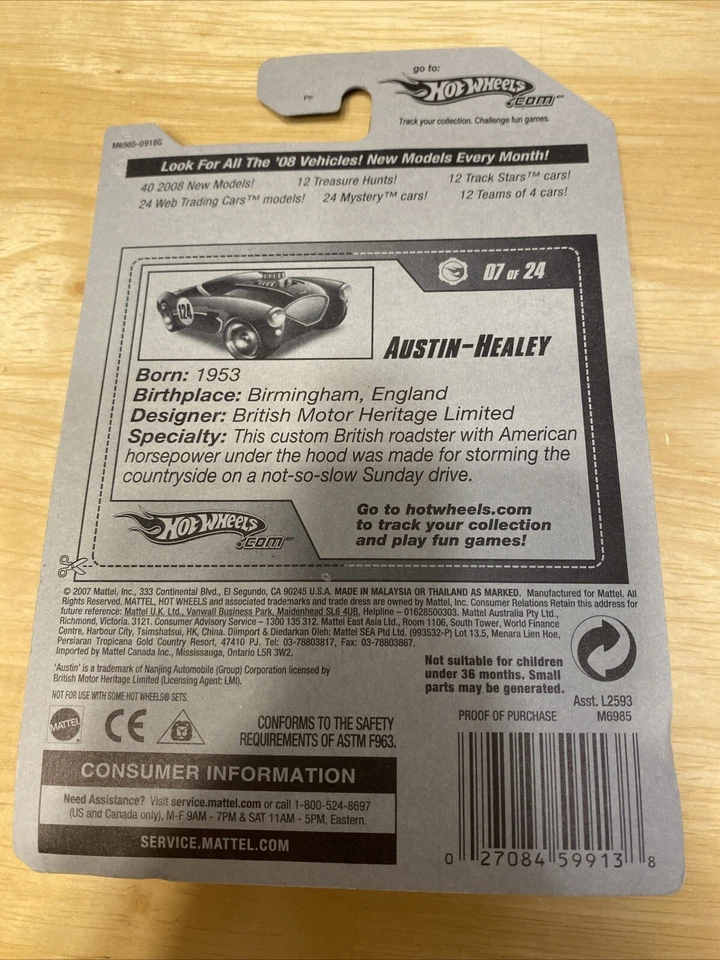 go to:
HOT WHEELS
.COM™
Track your collection. Challenge fun games.
M6985-0918G
Look For All The '08 Vehicles! New Models Every Month!
40 2008 New Models! 12 Treasure Hunts! 12 Track Stars™ cars!
24 Web Trading Cars™ models! 24 Mystery™ cars! 12 Teams of 4 cars!
07 OF 24
124
AUSTIN-HEALEY
Born: 1953
Birthplace: Birmingham, England
Designer: British Motor Heritage Limited
Specialty: This custom British roadster with American
horsepower under the hood was made for storming the
countryside on a not-so-slow Sunday drive.
HOT WHEELS
.COM™
Go to hotwheels.com
to track your collection
and play fun games!
© 2007 Mattel, Inc., 333 Continental Blvd., El Segundo, CA 90245 U.S.A. MADE IN MALAYSIA OR THAILAND AS MARKED. Manufactured for Mattel. All
Rights Reserved. MATTEL, HOT WHEELS and associated trademarks and trade dress are owned by Mattel, Inc. Consumer Relations Retain this address for
future reference: Mattel U.K. Ltd., Vanwall Business Park, Maidenhead SL6 4UB. Helpline – 01628500303. Mattel Australia Pty Ltd.,
Richmond, Victoria. 3121. Consumer Advisory Service – 1300 135 312. Mattel East Asia Ltd., Room 1106, South Tower, World Finance
Centre, Harbour City, Tsimshatsui, HK, China. Diimport & Diedarkan Oleh: Mattel SEA Ptd Ltd. (993532-P) Lot 13.5, Menara Lien Hoe,
Persiaran Tropicana Golf Country Resort, 47410 PJ. Tel: 03-78803817, Fax: 03-78803867.
Imported by Mattel Canada Inc., Mississauga, Ontario L5R 3W2.
'Austin' is a trademark of Nanjing Automobile (Group) Corporation licensed by
British Motor Heritage Limited (Licensing Agent: LMI).
NOT FOR USE WITH SOME HOT WHEELS® SETS.
Not suitable for children
under 36 months. Small
parts may be generated.
Asst. L2593
PROOF OF PURCHASE M6985
MATTEL
CE
CONFORMS TO THE SAFETY
REQUIREMENTS OF ASTM F963.
CONSUMER INFORMATION
Need Assistance? Visit service.mattel.com or call 1-800-524-8697
(US and Canada only), M-F 9AM - 7PM & SAT 11AM - 5PM, Eastern.
SERVICE.MATTEL.COM
0 27084 59913 8